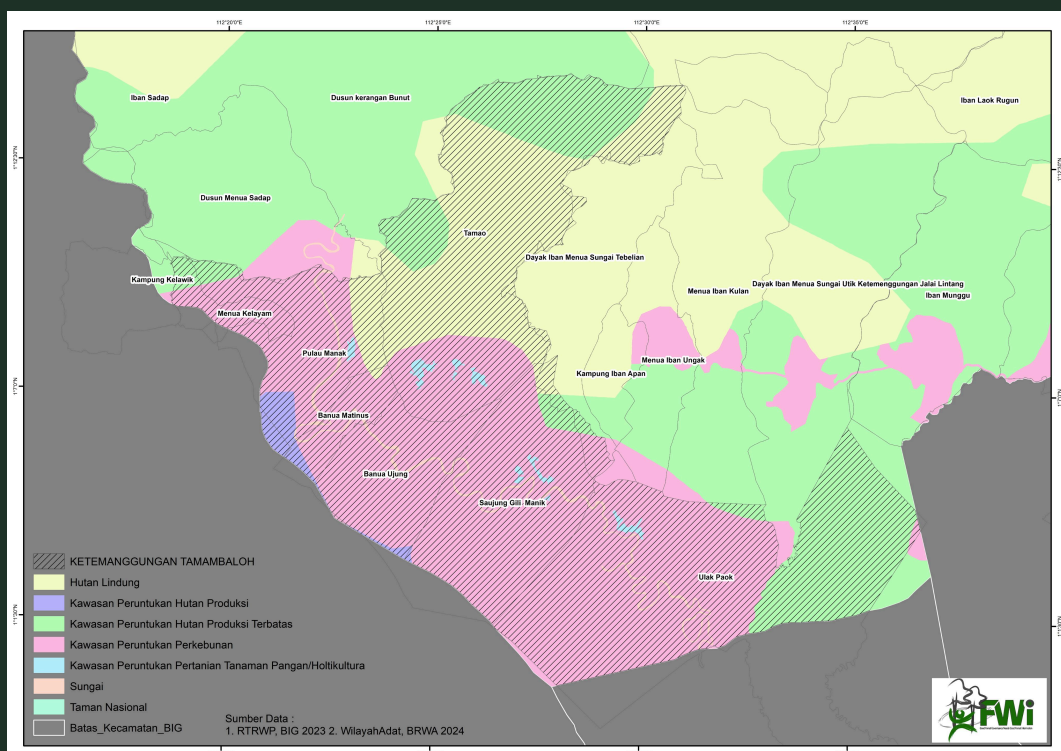 112°20'0"E
112°25'0"E
112°30'0"E
112°35'0"E
Iban Sadap
Dusun kerangan Bunut
Iban Laok Rugun
Dusun Menua Sadap
Tamao
Dayak Iban Menua Sungai Tebelian
Kampung Kelawik
Dayak Iban Menua Sungai Utik Ketemenggungan Jalai Lintang
Menua Iban Kulan
Iban Munggu
Menua Kelayam
Pulau Manak
Menua Iban Ungak
Kampung Iban Apan
Banua Matinus
Banua Ujung
Saujung Gili Manik
Ulak Paok
KETEMANGGUNGAN TAMAMBALOH
Hutan Lindung
Kawasan Peruntukan Hutan Produksi
Kawasan Peruntukan Hutan Produksi Terbatas
Kawasan Peruntukan Perkebunan
Kawasan Peruntukan Pertanian Tanaman Pangan/Holtikultura
Sungai
Taman Nasional
Batas_Kecamatan_BIG
Sumber Data :
1. RTRWP, BIG 2023 2. WilayahAdat, BRWA 2024
FWi